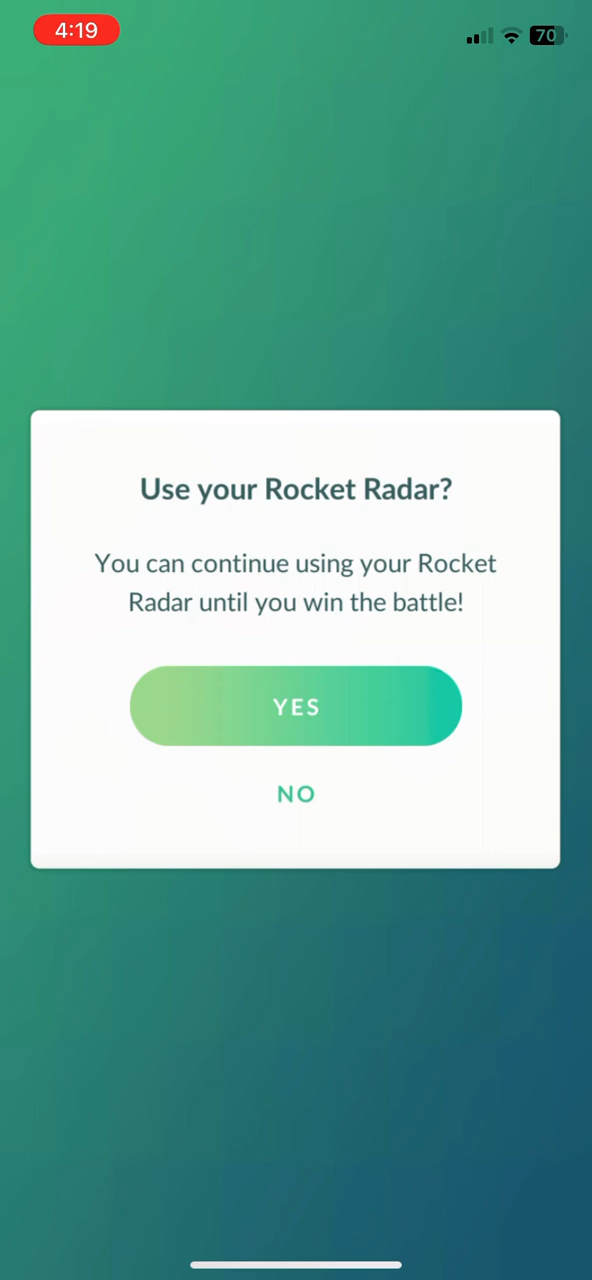 4:19
70
Use your Rocket Radar?
You can continue using your Rocket
Radar until you win the battle!
YES
NO